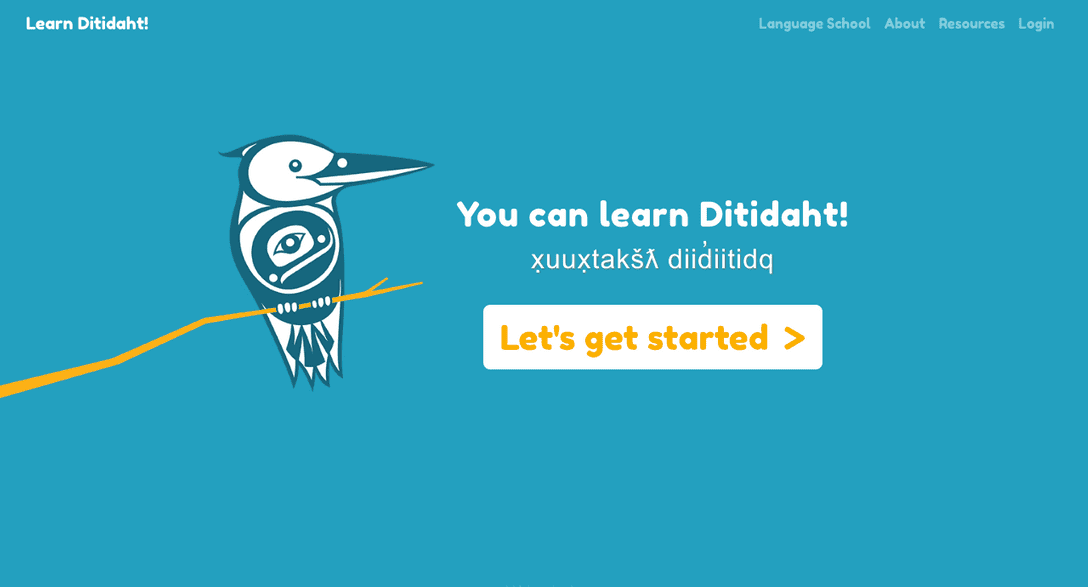 Learn Ditidaht!
Language School About Resources Login
You can learn Ditidaht!
x̣uux̣takšƛ diid̓iitidq
Let's get started >